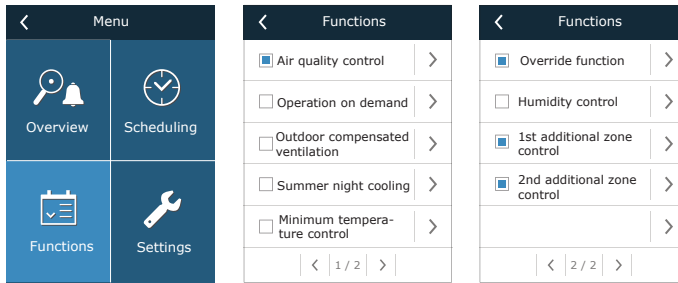 Menu
Overview
Scheduling
Functions
Settings
Functions
Air quality control
Operation on demand
Outdoor compensated
ventilation
Summer night cooling
Minimum tempera-
ture control
1 / 2
Functions
Override function
Humidity control
1st additional zone
control
2nd additional zone
control
2 / 2